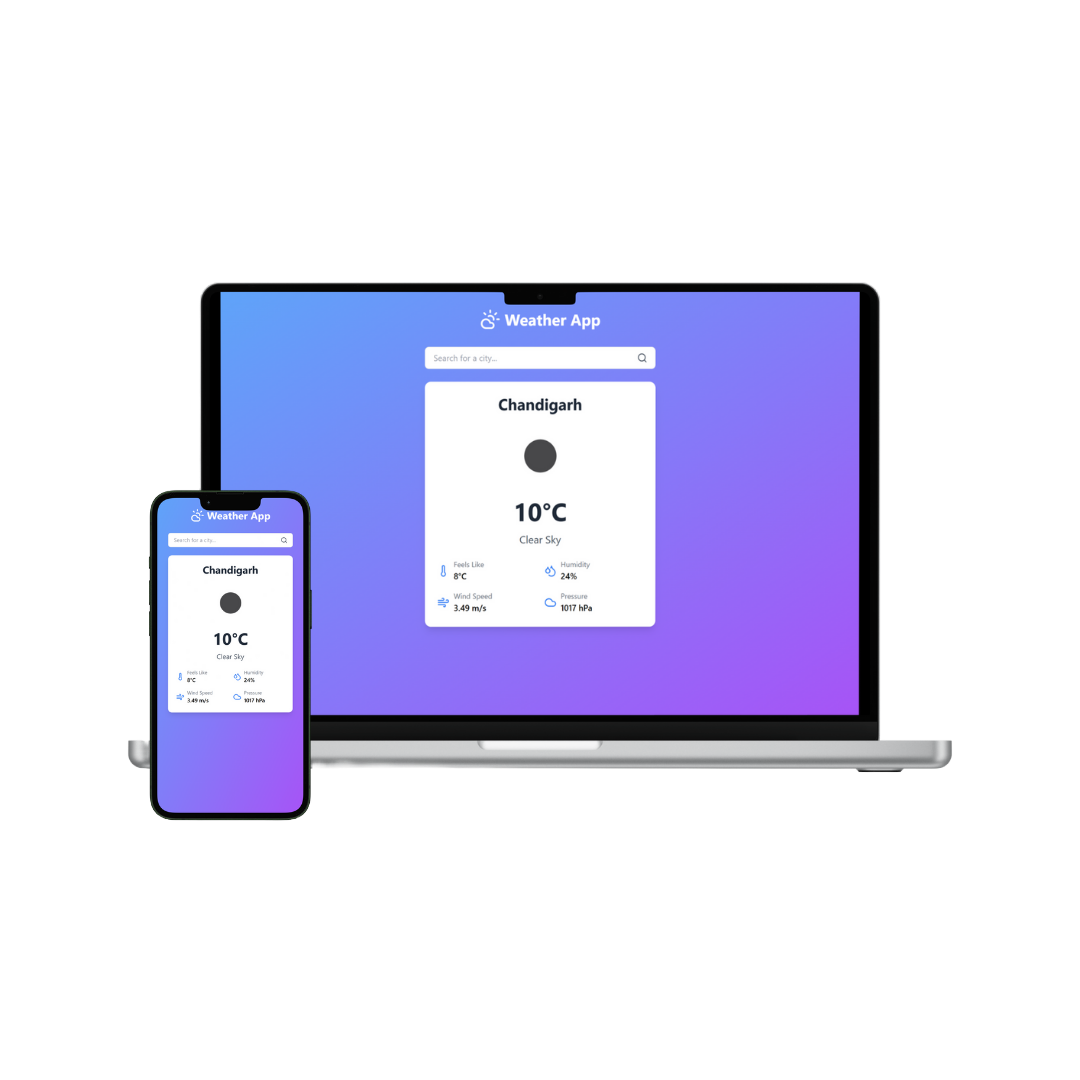 Weather App
Search for a city...
Chandigarh
10°C
Clear Sky
Feels Like
8°C
Humidity
24%
Wind Speed
3.49 m/s
Pressure
1017 hPa
Weather App
Search for a city...
Chandigarh
10°C
Clear Sky
Feels Like
8°C
Humidity
24%
Wind Speed
3.49 m/s
Pressure
1017 hPa